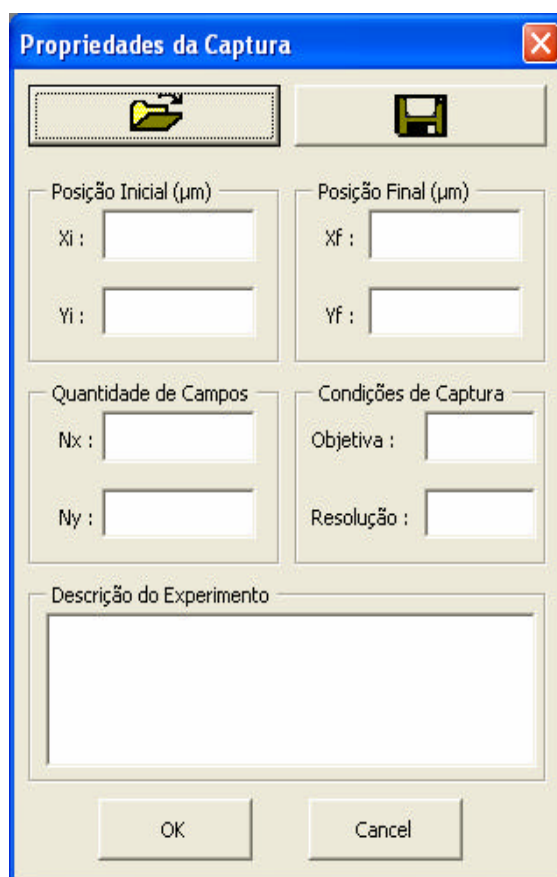 Propriedades da Captura
Posição Inicial (µm)
Xi :
Yi :
Posição Final (µm)
Xf :
Yf :
Quantidade de Campos
Nx :
Ny :
Condições de Captura
Objetiva :
Resolução :
Descrição do Experimento
OK
Cancel